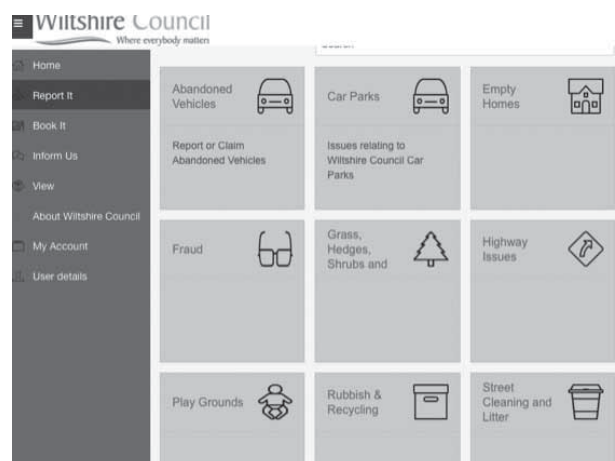 Wiltshire Council
Where everybody matters
Home
Report It
Book It
Inform Us
View
About Wiltshire Council
My Account
User details
Abandoned
Vehicles
Report or Claim
Abandoned Vehicles
Car Parks
Issues relating to
Wiltshire Council Car
Parks
Empty
Homes
Fraud
Grass,
Hedges,
Shrubs and
Highway
Issues
Play Grounds
Rubbish &
Recycling
Street
Cleaning and
Litter